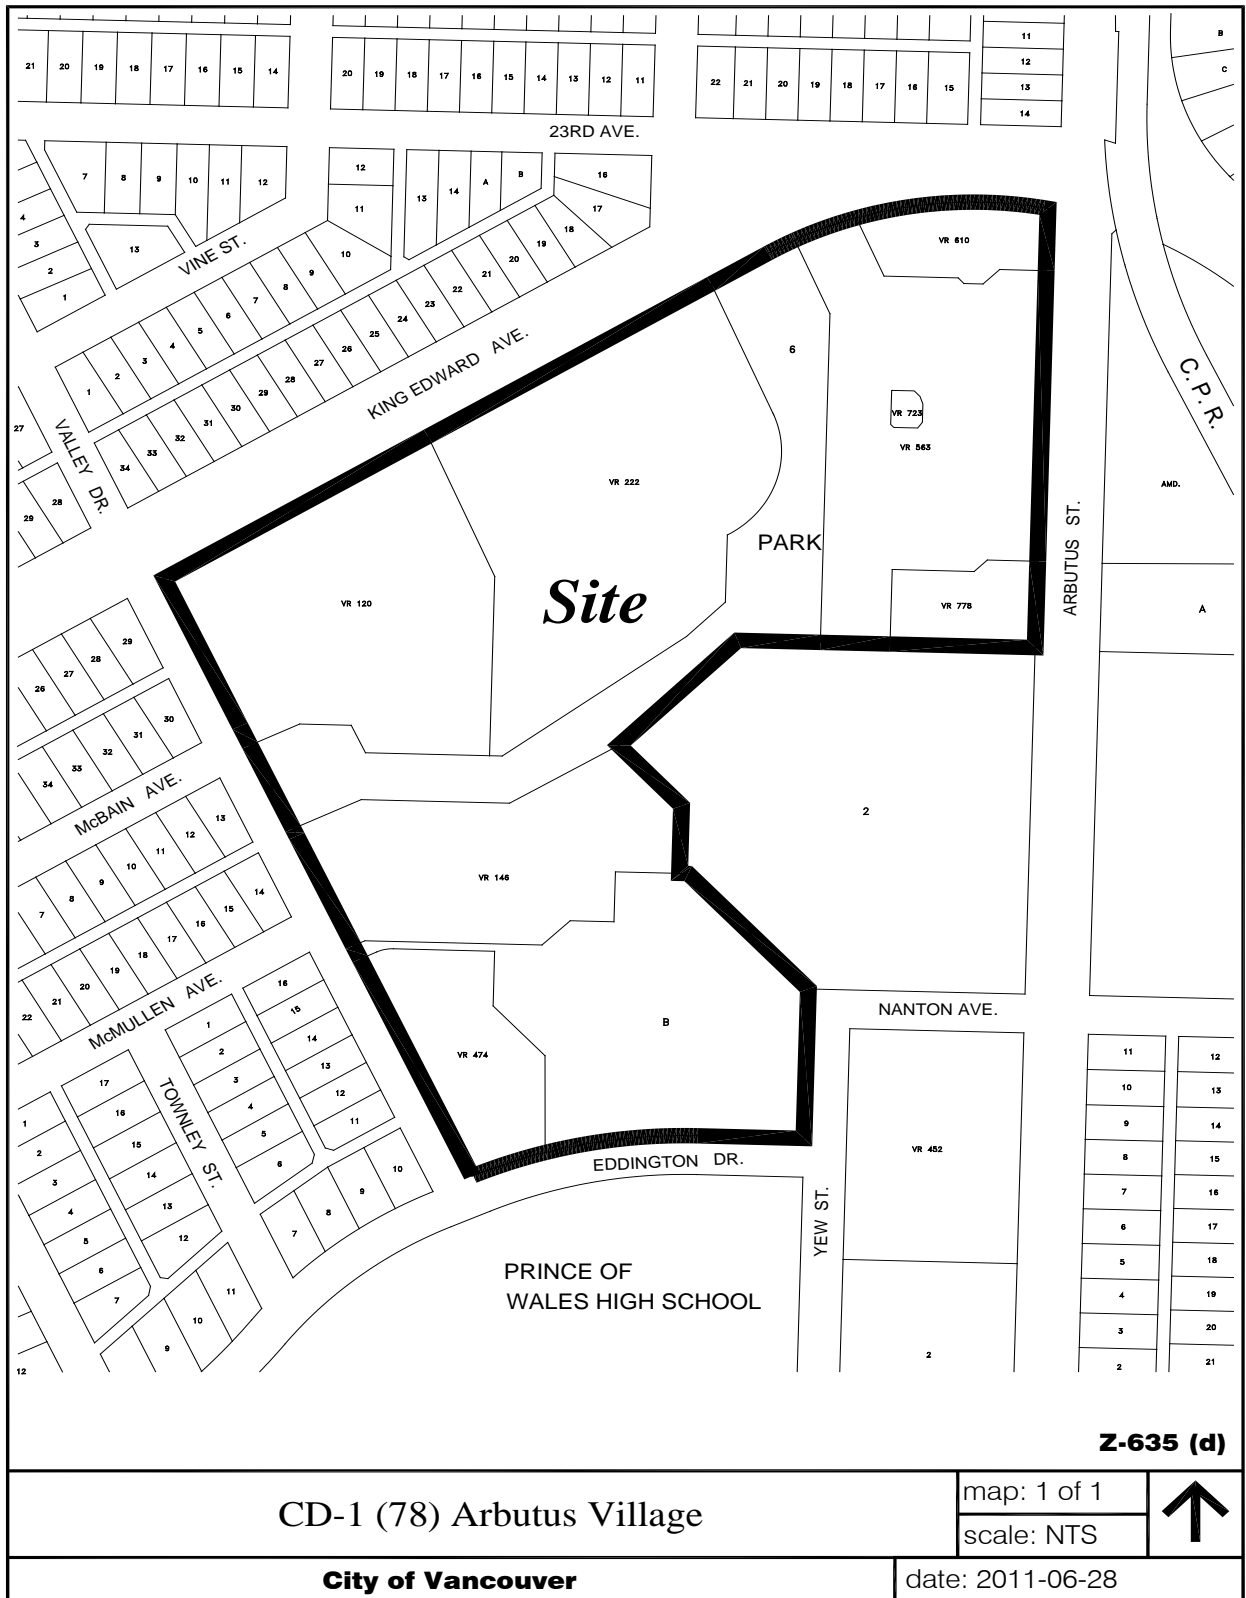 21 20 19 18 17 16 15 14
20 19 18 17 16 15 14 13 12 11
22 21 20 19 18 17 16 15
11
12
13
14
B
C
23RD AVE.
7 8 9 10 11 12
13
12
11
13 14 A B
16
17
4
3
2
1
VINE ST.
1 2 3 4 5 6 7 8 9 10
34 33 32 31 30 29 28 27 26 25 24 23 22 21 20 19 18
KING EDWARD AVE.
27
28
29
VALLEY DR.
VR 610
6
VR 723
VR 563
C. P. R.
AMD.
VR 222
PARK
ARBUTUS ST.
Site
VR 120
VR 778
A
26 27 28 29
34 33 32 31 30
McBAIN AVE.
7 8 9 10 11 12 13
2
VR 146
22 21 20 19 18 17 16 15 14
McMULLEN AVE.
NANTON AVE.
B
VR 474
16
15
14
13
12
11
1
2
3
4
5
6
17
16
15
14
13
12
TOWNLEY ST.
1
2
3
4
5
6
7
7 8 9 10
9 10 11
12
EDDINGTON DR.
YEW ST.
VR 452
2
11
10
9
8
7
6
5
4
3
2
12
13
14
15
16
17
18
19
20
21
PRINCE OF
WALES HIGH SCHOOL
Z-635 (d)
CD-1 (78) Arbutus Village
map: 1 of 1
scale: NTS
City of Vancouver
date: 2011-06-28